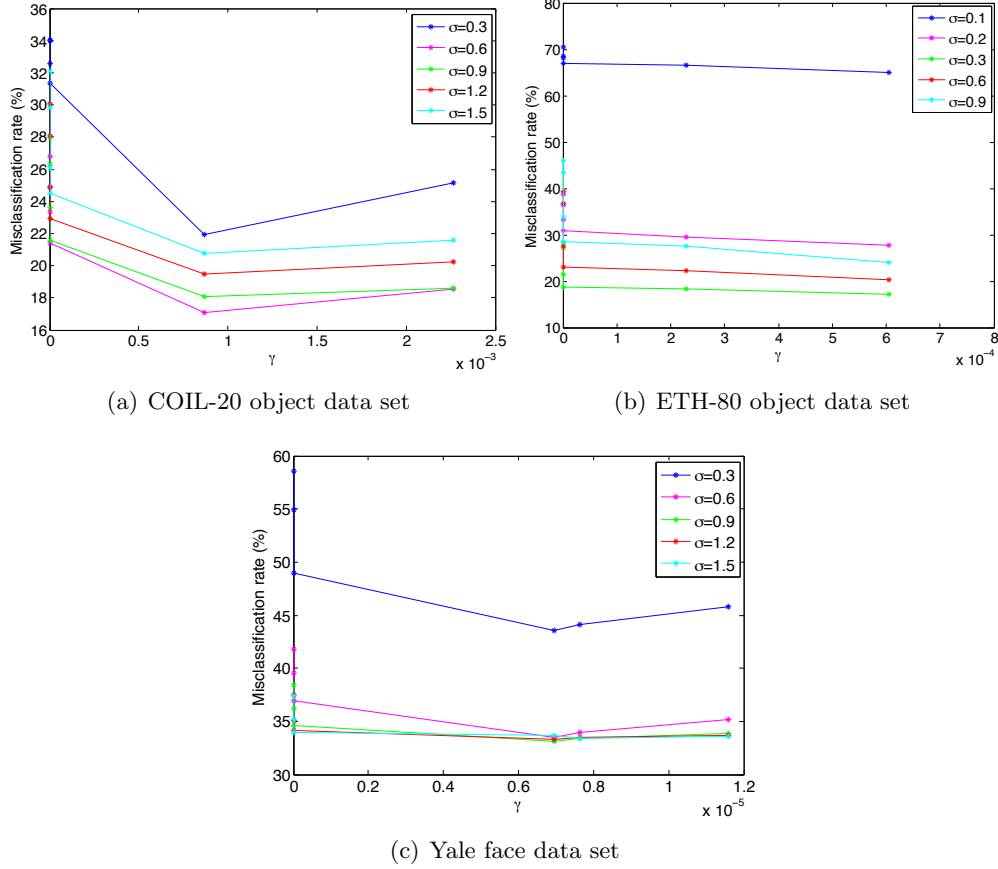 36
34
32
30
28
26
24
22
20
18
16
Misclassification rate (%)
0 0.5 1 1.5 2 2.5
γ
x 10⁻³
σ=0.3
σ=0.6
σ=0.9
σ=1.2
σ=1.5
(a) COIL-20 object data set
80
70
60
50
40
30
20
10
Misclassification rate (%)
0 1 2 3 4 5 6 7 8
γ
x 10⁻⁴
σ=0.1
σ=0.2
σ=0.3
σ=0.6
σ=0.9
(b) ETH-80 object data set
60
55
50
45
40
35
30
Misclassification rate (%)
0 0.2 0.4 0.6 0.8 1 1.2
γ
x 10⁻⁵
σ=0.3
σ=0.6
σ=0.9
σ=1.2
σ=1.5
(c) Yale face data set